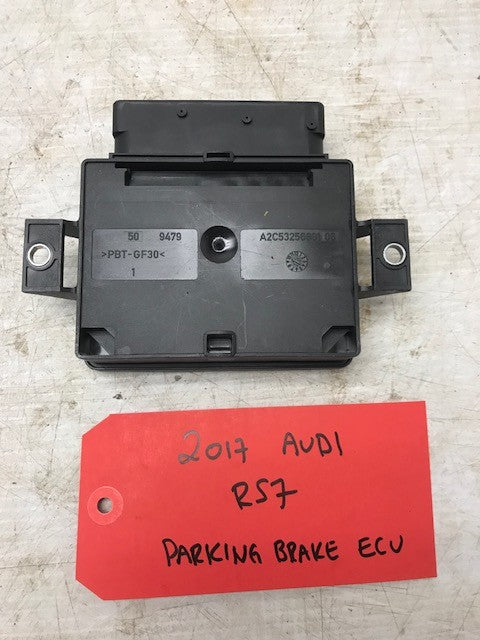 50 9479
>PBT-GF30<
1
2017 AUDI
RS7
PARKING BRAKE ECU